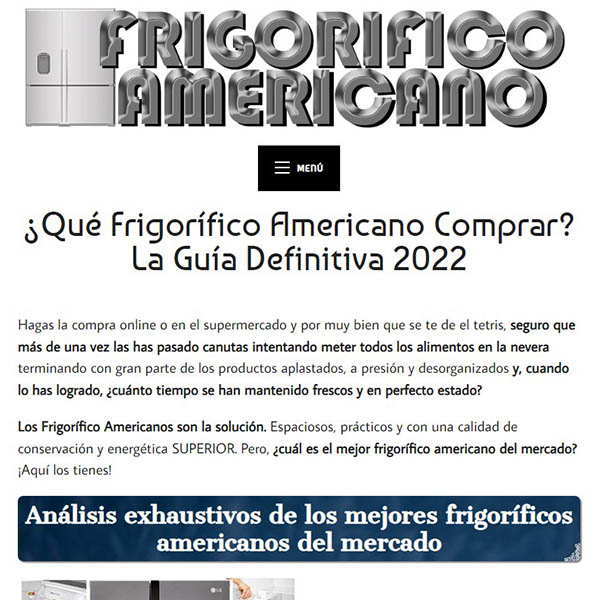 FRIGORIFICO
AMERICANO
MENÚ
¿Qué Frigorífico Americano Comprar?
La Guía Definitiva 2022
Hagas la compra online o en el supermercado y por muy bien que se te de el tetris, seguro que
más de una vez las has pasado canutas intentando meter todos los alimentos en la nevera
terminando con gran parte de los productos aplastados, a presión y desorganizados y, cuando
lo has logrado, ¿cuánto tiempo se han mantenido frescos y en perfecto estado?
Los Frigorífico Americanos son la solución. Espaciosos, prácticos y con una calidad de
conservación y energética SUPERIOR. Pero, ¿cuál es el mejor frigorífico americano del mercado?
¡Aquí los tienes!
Análisis exhaustivos de los mejores frigoríficos
americanos del mercado
LG